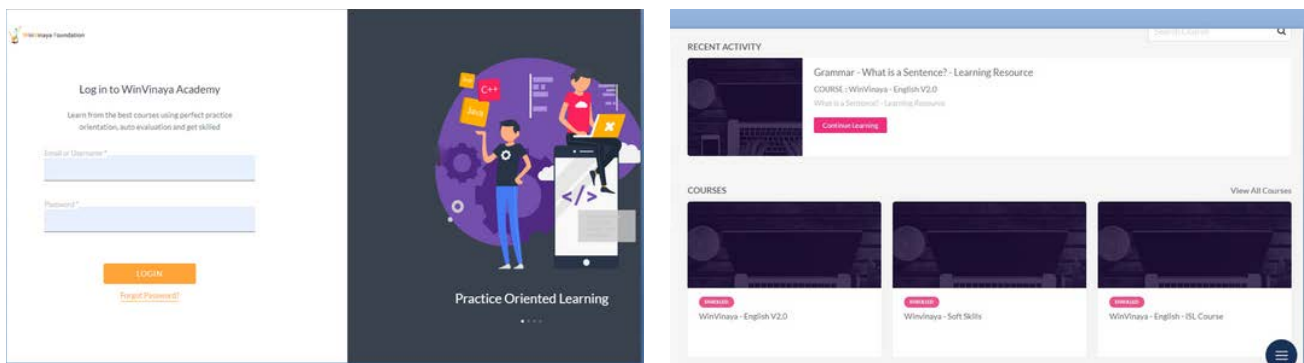 WinVinaya Foundation
Log in to WinVinaya Academy
Learn from the best courses using perfect practice
orientation, auto evaluation and get skilled
Email or Username *
Password *
LOGIN
Forgot Password?
C++
Java
</>
Practice Oriented Learning
Search Course
RECENT ACTIVITY
Grammar - What is a Sentence? - Learning Resource
COURSE : WinVinaya - English V2.0
What is a Sentence? - Learning Resource
Continue Learning
COURSES
View All Courses
ENROLLED
WinVinaya - English V2.0
ENROLLED
Winvinaya - Soft Skills
ENROLLED
WinVinaya - English - ISL Course